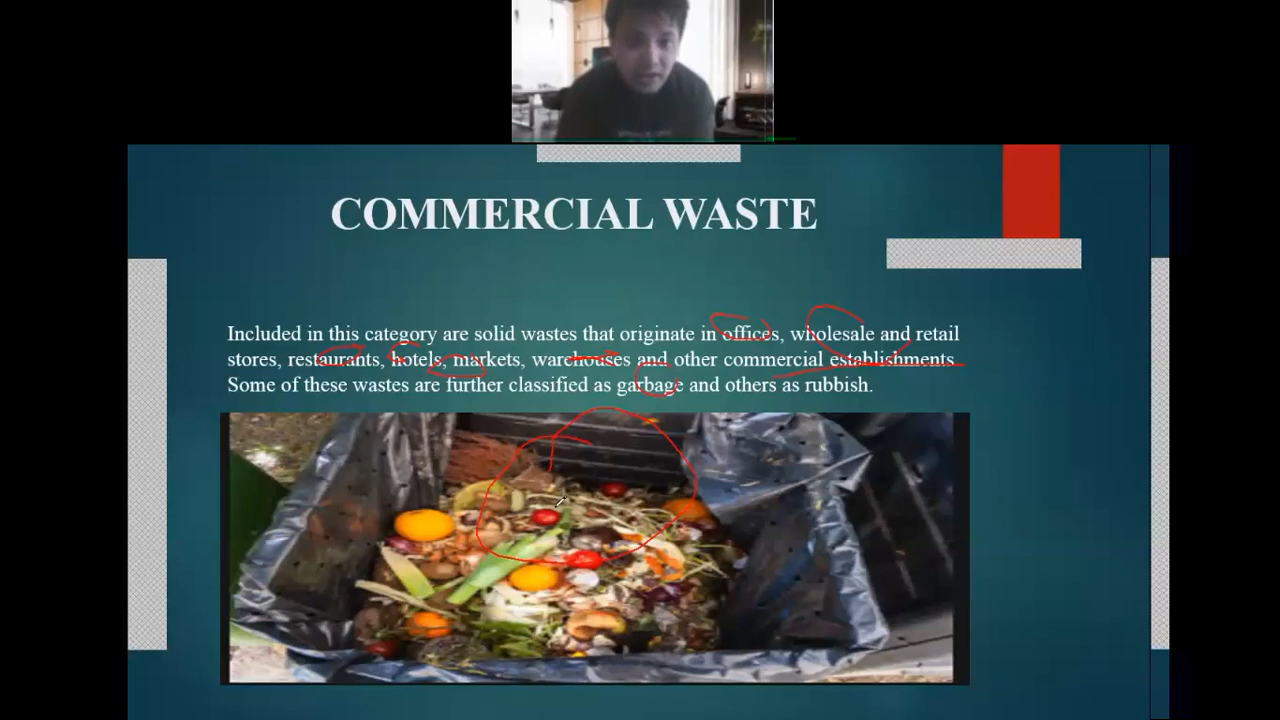 COMMERCIAL WASTE
Included in this category are solid wastes that originate in offices, wholesale and retail
stores, restaurants, hotels, markets, warehouses and other commercial establishments.
Some of these wastes are further classified as garbage and others as rubbish.